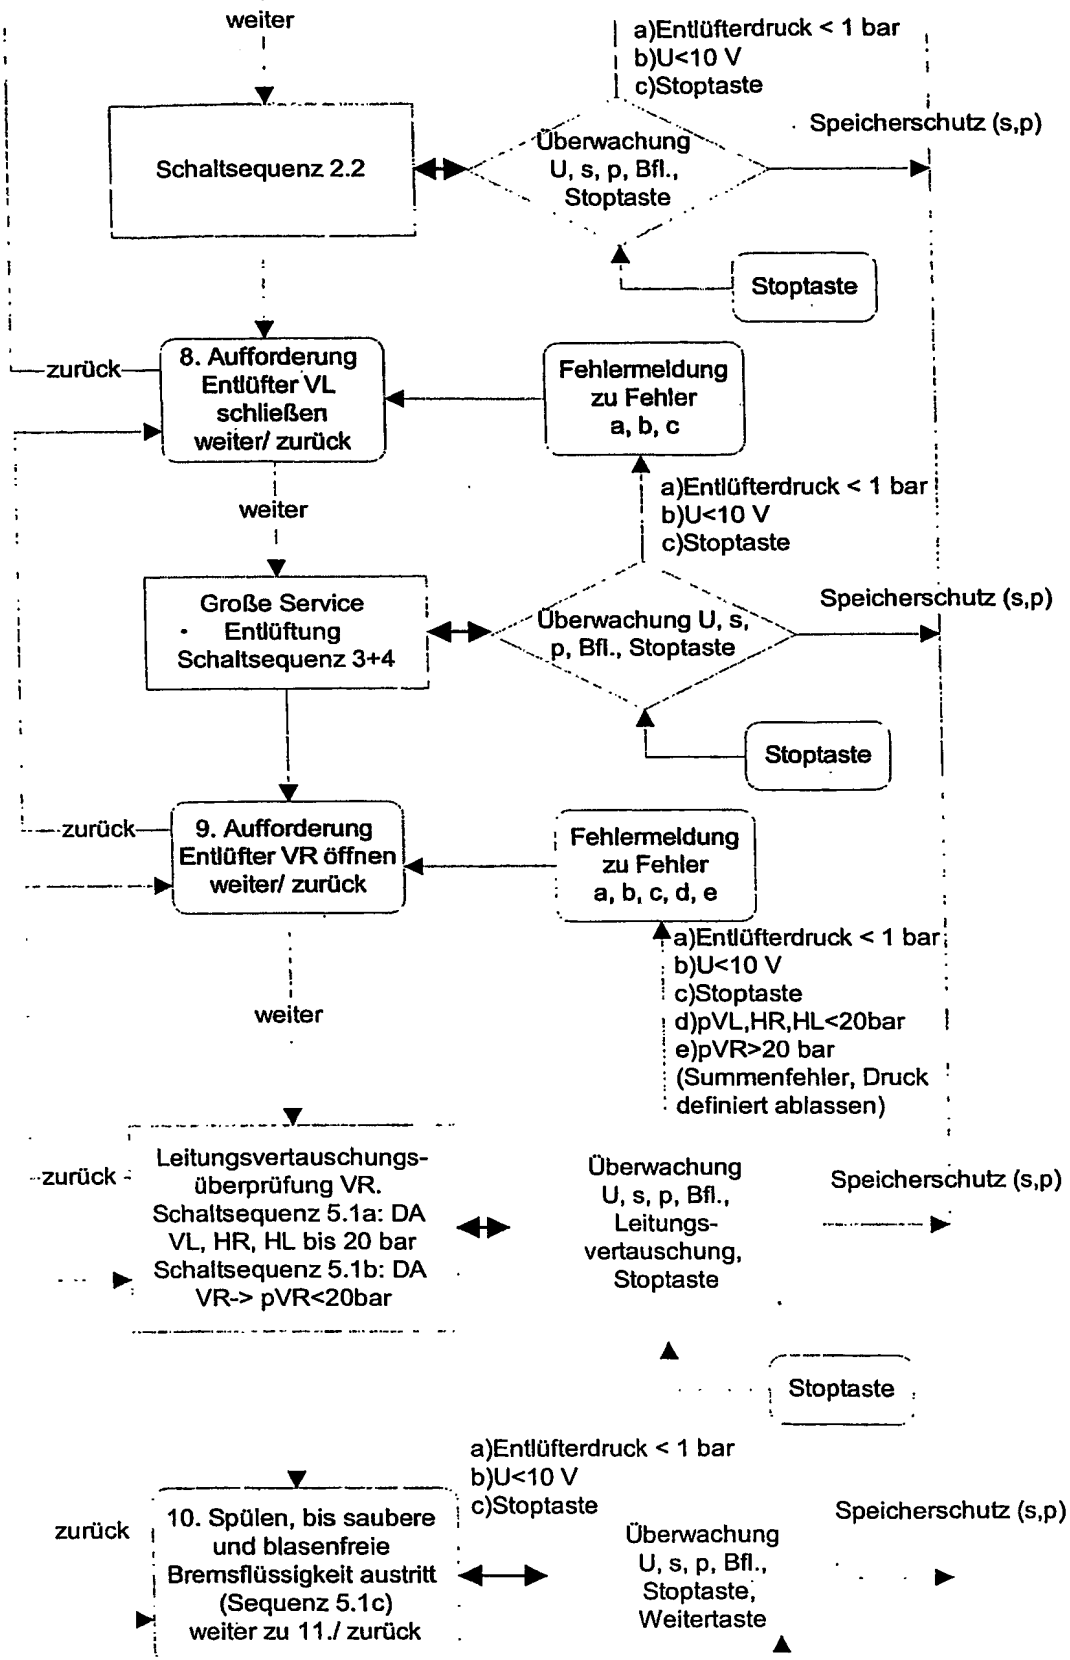 weiter
a)Entlüfterdruck < 1 bar
b)U<10 V
c)Stoptaste
Schaltsequenz 2.2
Überwachung
U, s, p, Bfl.,
Stoptaste
Speicherschutz (s,p)
Stoptaste
zurück
8. Aufforderung
Entlüfter VL
schließen
weiter/ zurück
Fehlermeldung
zu Fehler
a, b, c
weiter
a)Entlüfterdruck < 1 bar
b)U<10 V
c)Stoptaste
Große Service
Entlüftung
Schaltsequenz 3+4
Überwachung U, s,
p, Bfl., Stoptaste
Speicherschutz (s,p)
Stoptaste
zurück
9. Aufforderung
Entlüfter VR öffnen
weiter/ zurück
Fehlermeldung
zu Fehler
a, b, c, d, e
weiter
a)Entlüfterdruck < 1 bar
b)U<10 V
c)Stoptaste
d)pVL,HR,HL<20bar
e)pVR>20 bar
(Summenfehler, Druck
definiert ablassen)
zurück
Leitungsvertauschungs-
überprüfung VR.
Schaltsequenz 5.1a: DA
VL, HR, HL bis 20 bar
Schaltsequenz 5.1b: DA
VR-> pVR<20bar
Überwachung
U, s, p, Bfl.,
Leitungs-
vertauschung,
Stoptaste
Speicherschutz (s,p)
Stoptaste
a)Entlüfterdruck < 1 bar
b)U<10 V
c)Stoptaste
zurück
10. Spülen, bis saubere
und blasenfreie
Bremsflüssigkeit austritt
(Sequenz 5.1c)
weiter zu 11./ zurück
Überwachung
U, s, p, Bfl.,
Stoptaste,
Weitertaste
Speicherschutz (s,p)